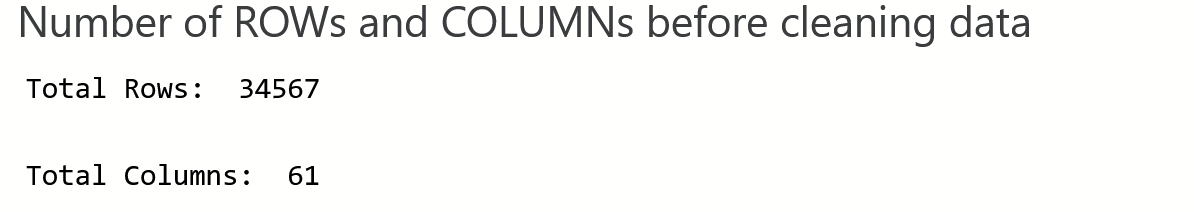 Number of ROWs and COLUMNs before cleaning data
Total Rows:  34567
Total Columns:  61